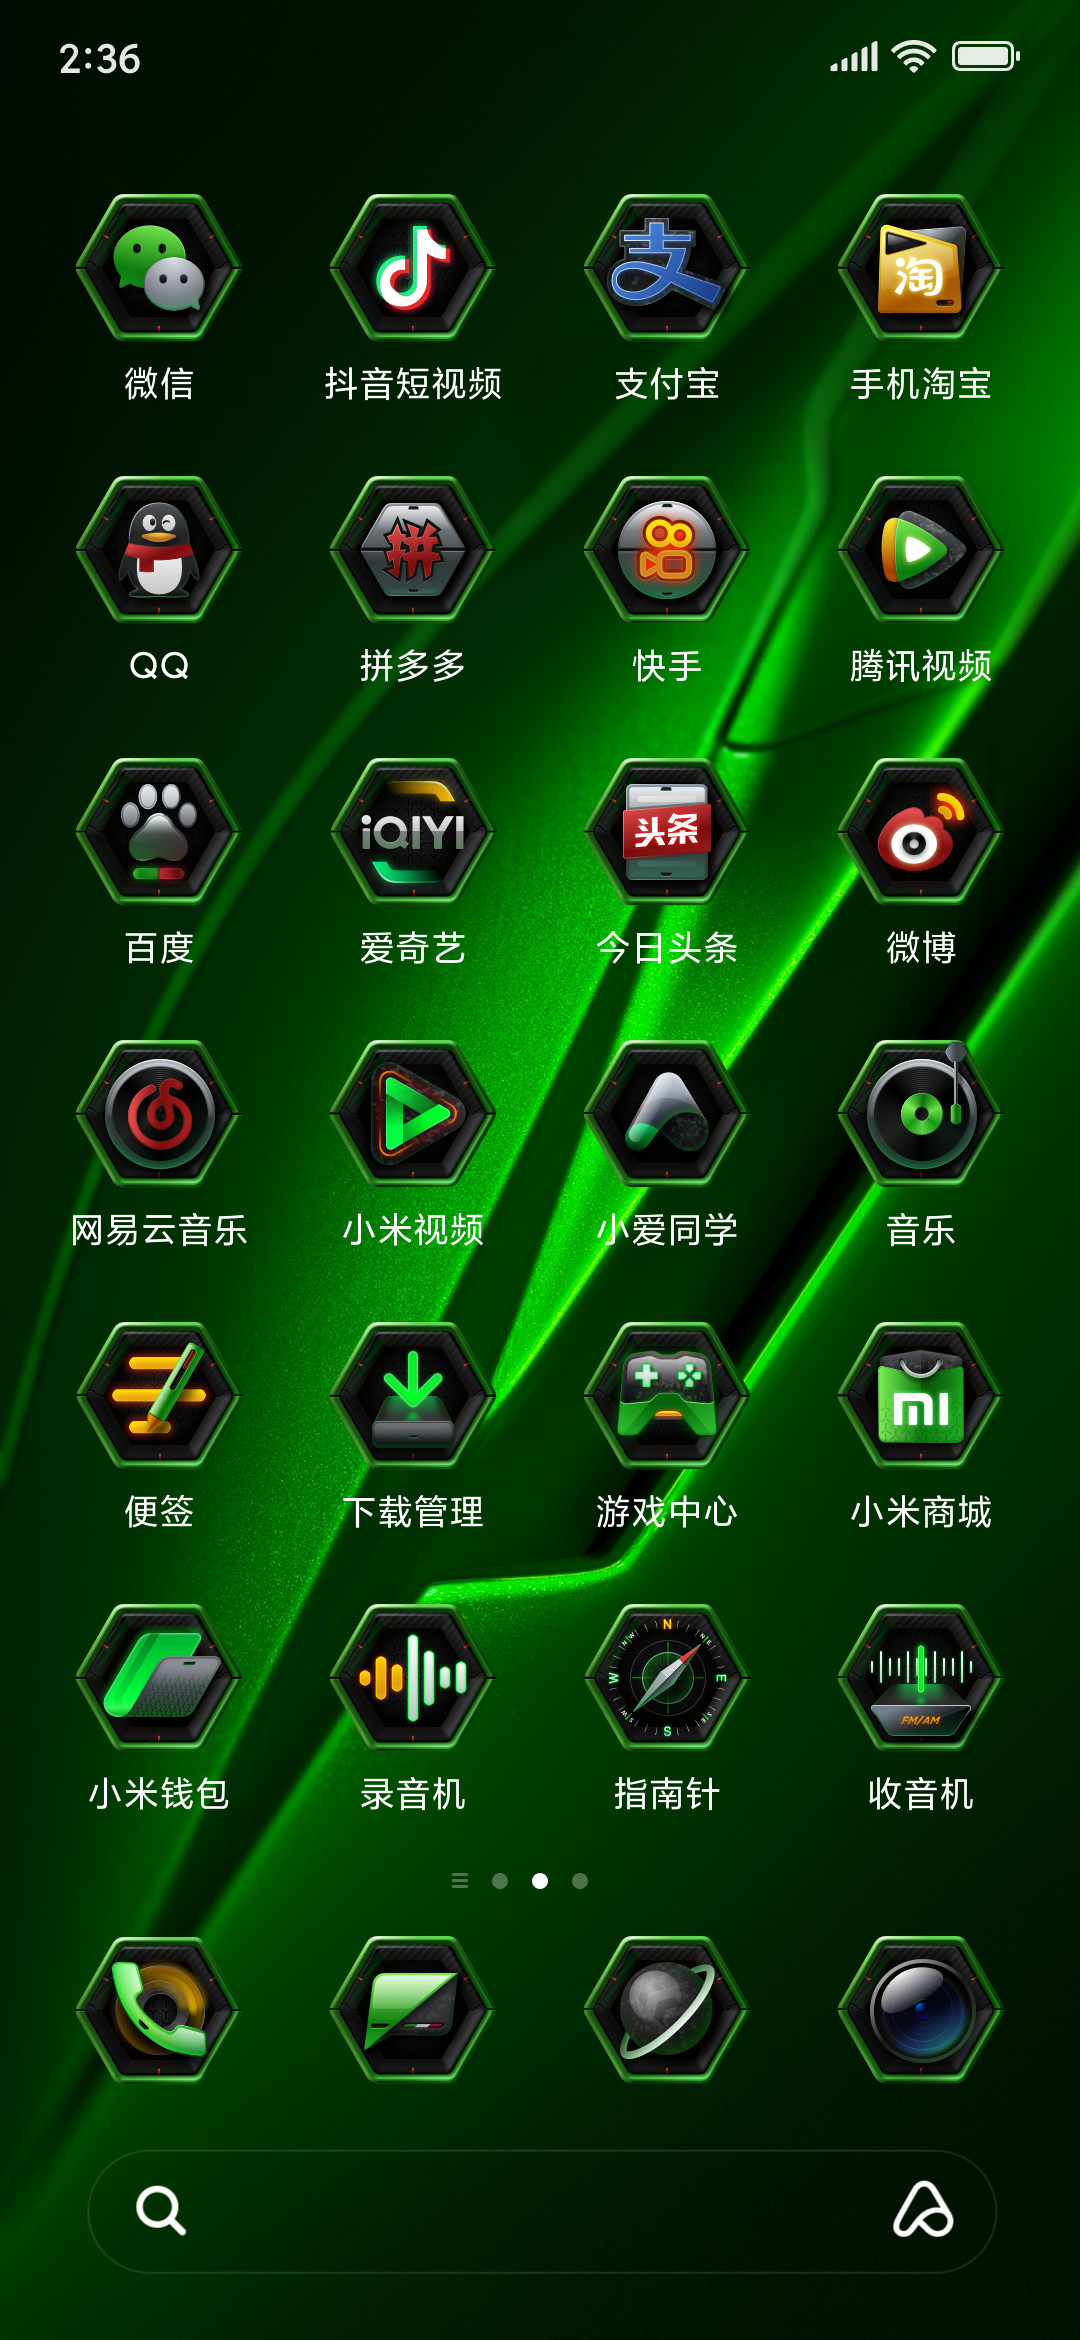 2:36
淘
微信 抖音短视频 支付宝 手机淘宝
拼
QQ 拼多多 快手 腾讯视频
iQIYI 头条
百度 爱奇艺 今日头条 微博
网易云音乐 小米视频 小爱同学 音乐
mi
便签 下载管理 游戏中心 小米商城
N
NW NE
W E
SW SE
S
FM/AM
小米钱包 录音机 指南针 收音机